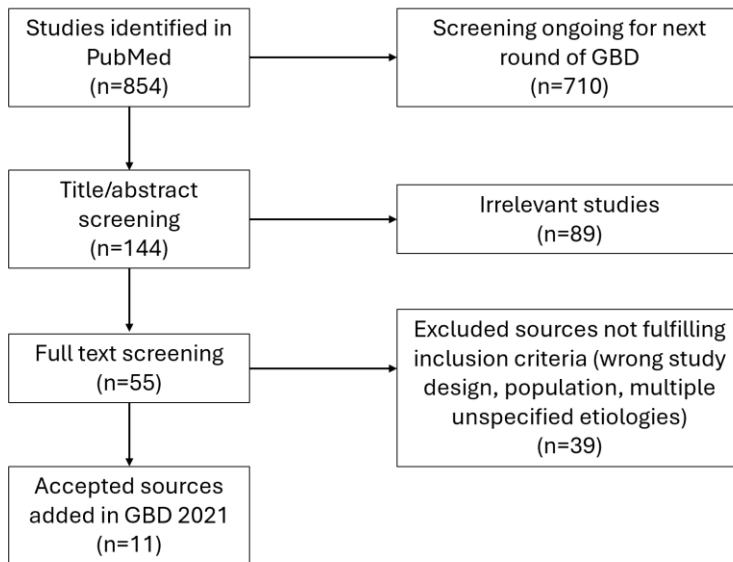 Studies identified in
PubMed
(n=854)
Screening ongoing for next
round of GBD
(n=710)
Title/abstract
screening
(n=144)
Irrelevant studies
(n=89)
Full text screening
(n=55)
Excluded sources not fulfilling
inclusion criteria (wrong study
design, population, multiple
unspecified etiologies)
(n=39)
Accepted sources
added in GBD 2021
(n=11)